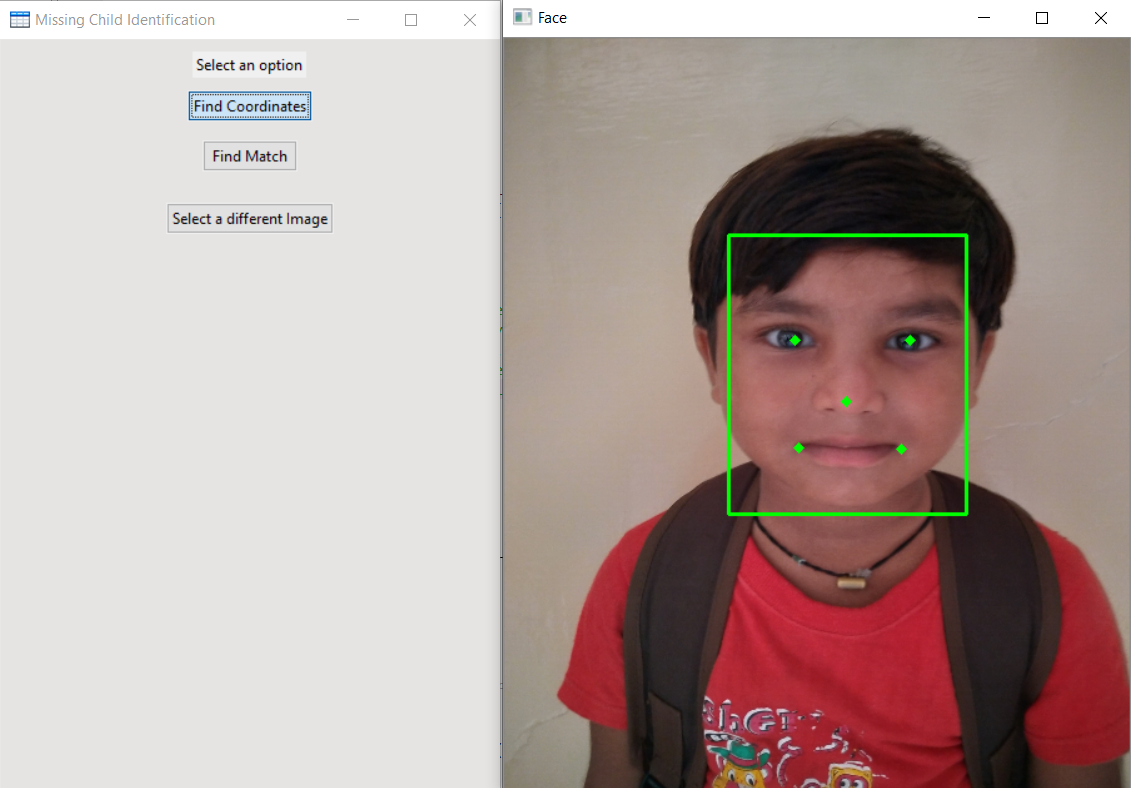 Missing Child Identification
Select an option
Find Coordinates
Find Match
Select a different Image
Face